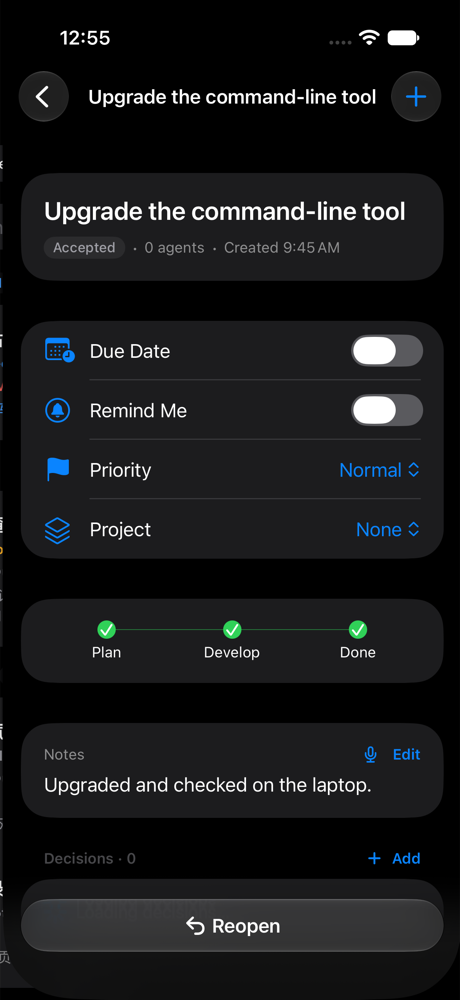 12:55
Upgrade the command-line tool
Upgrade the command-line tool
Accepted · 0 agents · Created 9:45 AM
Due Date
Remind Me
Priority Normal
Project None
Plan Develop Done
Notes Edit
Upgraded and checked on the laptop.
Decisions · 0 + Add
Reopen